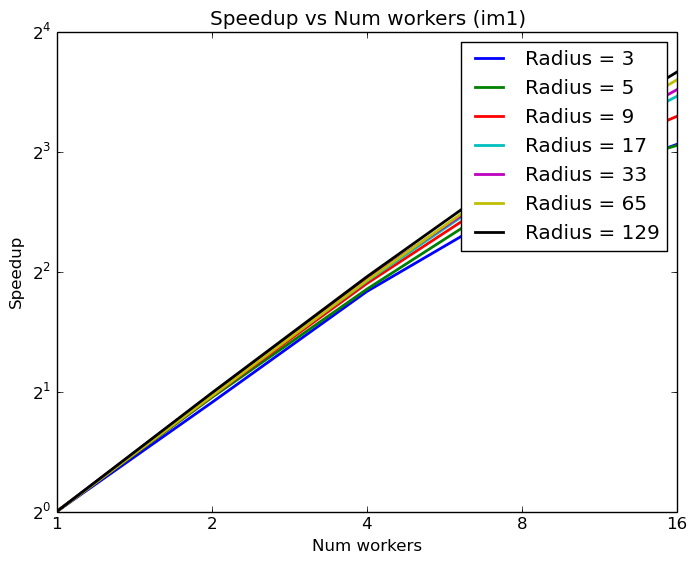 Speedup vs Num workers (im1)
2^4
2^3
2^2
2^1
2^0
Speedup
Radius = 3
Radius = 5
Radius = 9
Radius = 17
Radius = 33
Radius = 65
Radius = 129
1 2 4 8 16
Num workers